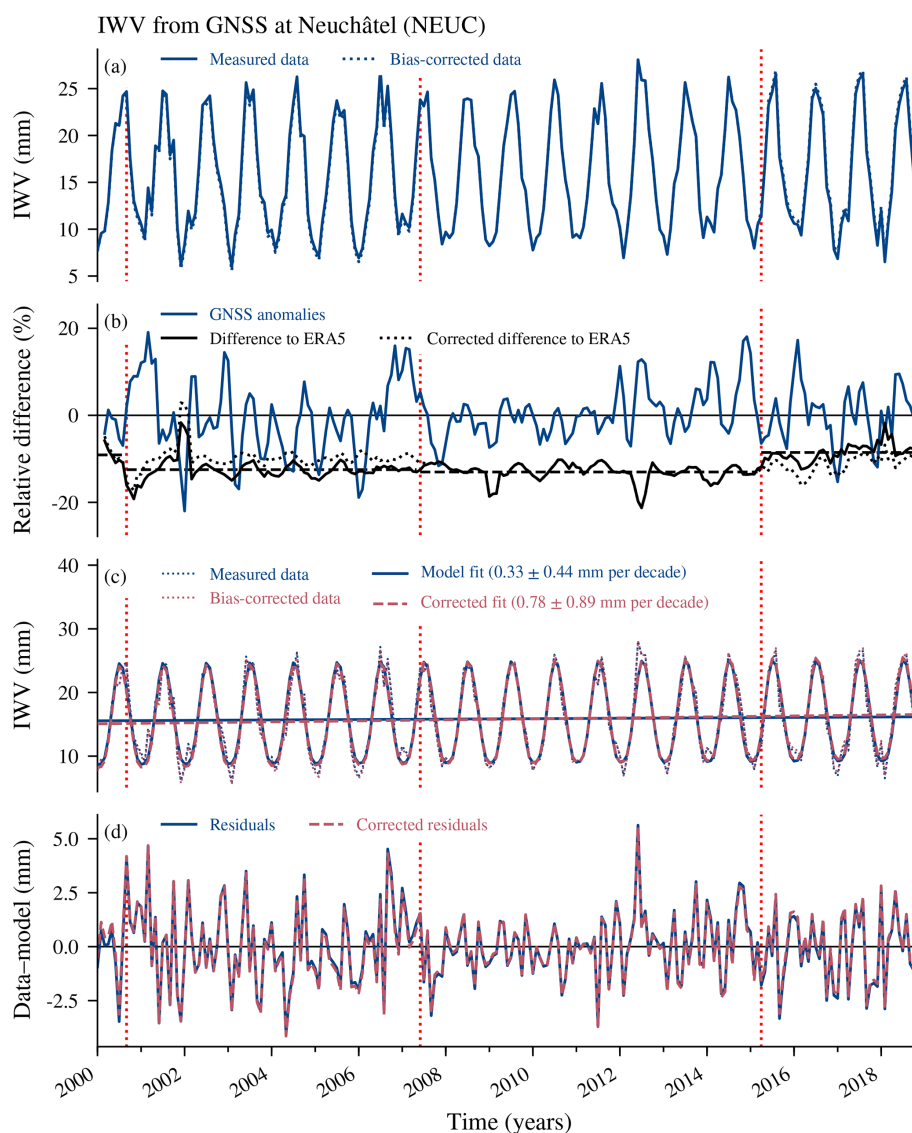 IWV from GNSS at Neuchâtel (NEUC)
(a)
Measured data
Bias-corrected data
25
20
15
10
5
IWV (mm)
(b)
GNSS anomalies
Difference to ERA5
Corrected difference to ERA5
20
0
-20
Relative difference (%)
(c)
Measured data
Model fit (0.33 ± 0.44 mm per decade)
Bias-corrected data
Corrected fit (0.78 ± 0.89 mm per decade)
40
30
20
10
IWV (mm)
(d)
Residuals
Corrected residuals
5.0
2.5
0.0
-2.5
Data−model (mm)
2000 2002 2004 2006 2008 2010 2012 2014 2016 2018
Time (years)